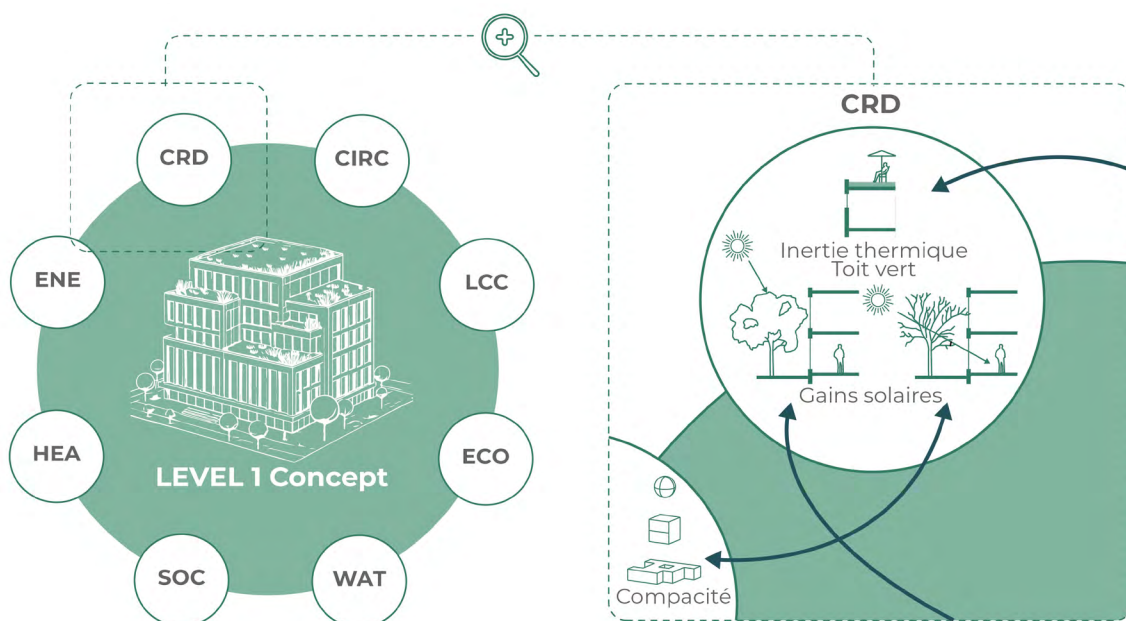 CRD
CIRC
ENE
LCC
HEA
ECO
LEVEL 1 Concept
SOC
WAT
CRD
Inertie thermique
Toit vert
Gains solaires
Compacité